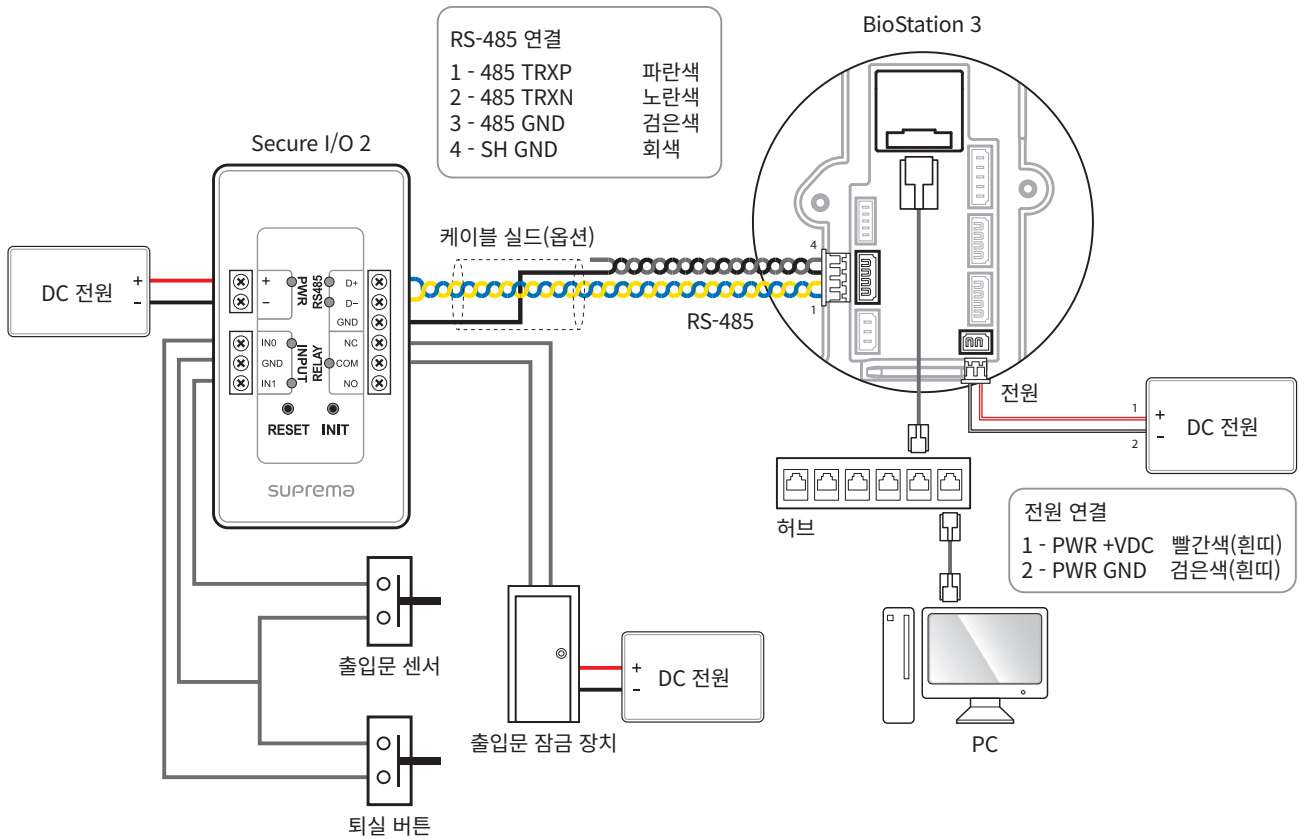 BioStation 3
RS-485 연결
1 - 485 TRXP 파란색
2 - 485 TRXN 노란색
3 - 485 GND 검은색
4 - SH GND 회색
Secure I/O 2
케이블 실드(옵션)
4
1
RS-485
DC 전원
+
-
+
-
PWR
RS485
D+
D-
GND
IN0
GND
IN1
INPUT
RELAY
NC
COM
NO
RESET
INIT
suprema
전원
1
2
+
-
DC 전원
허브
전원 연결
1 - PWR +VDC 빨간색(흰띠)
2 - PWR GND 검은색(흰띠)
출입문 센서
+
-
DC 전원
출입문 잠금 장치
PC
퇴실 버튼